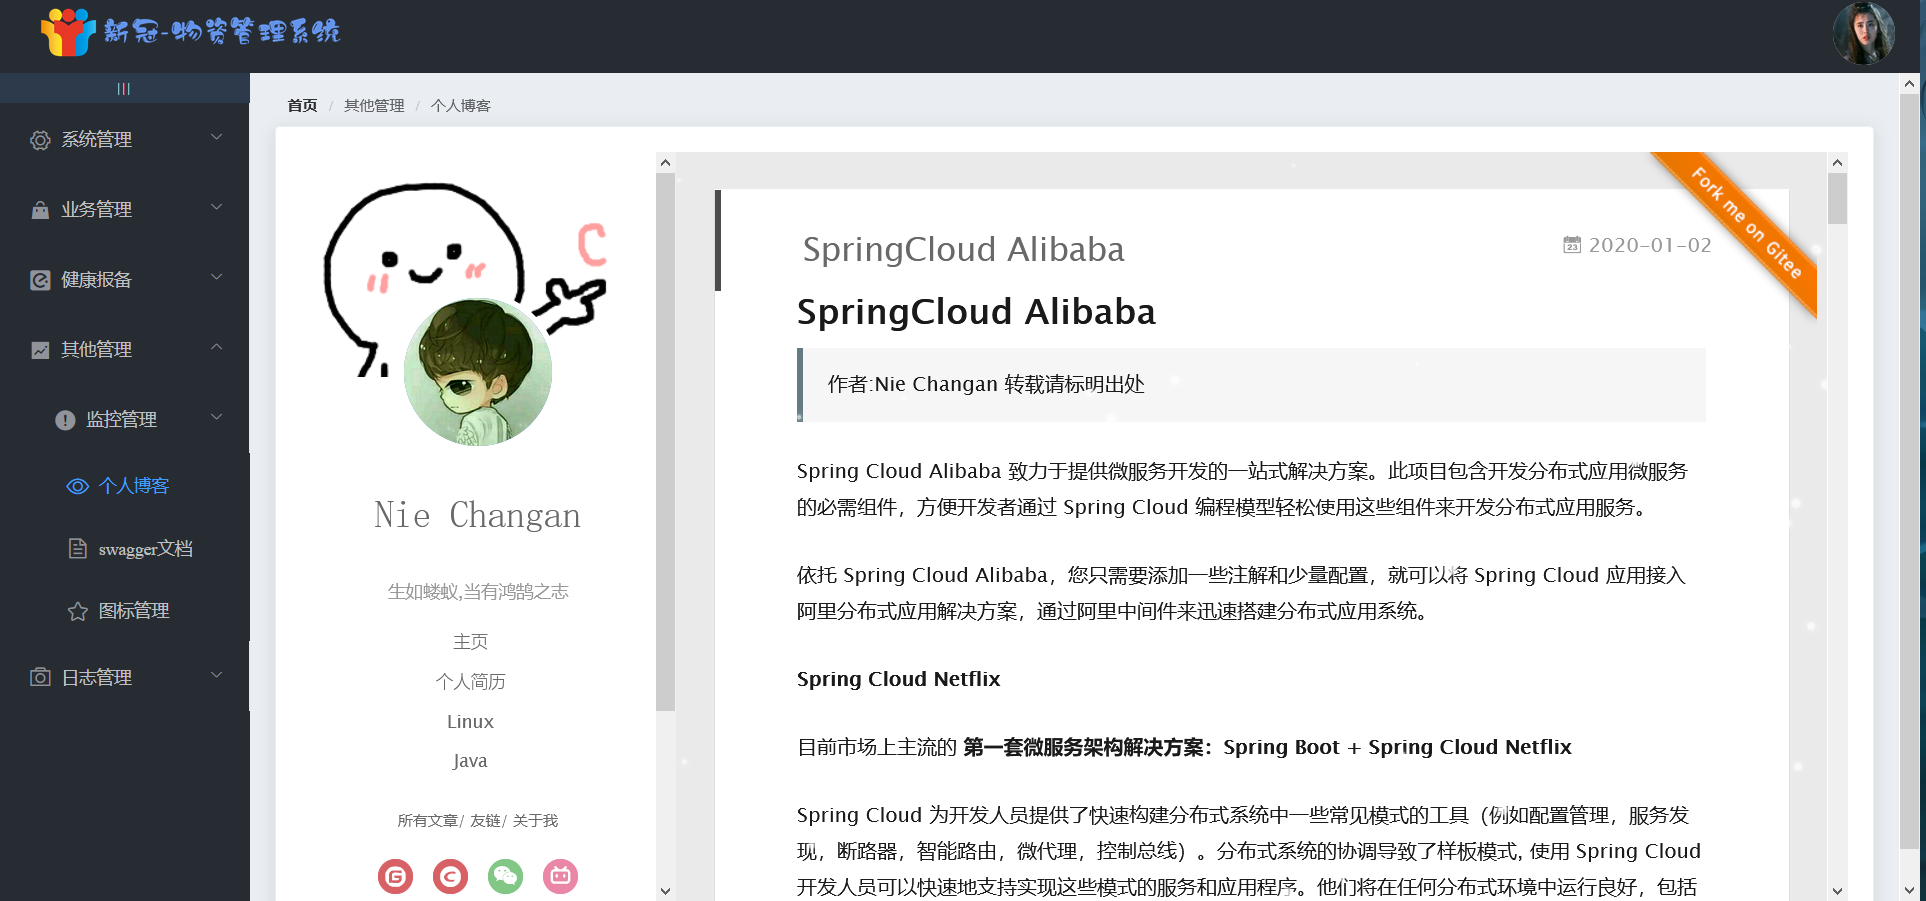 新冠-物资管理系统
|||
系统管理
业务管理
健康报备
其他管理
监控管理
个人博客
swagger文档
图标管理
日志管理
首页 / 其他管理 / 个人博客
C
Nie Changan
生如蝼蚁,当有鸿鹄之志
主页
个人简历
Linux
Java
所有文章/ 友链/ 关于我
Fork me on Gitee
SpringCloud Alibaba
23 2020-01-02
SpringCloud Alibaba
作者:Nie Changan 转载请标明出处
Spring Cloud Alibaba 致力于提供微服务开发的一站式解决方案。此项目包含开发分布式应用微服务
的必需组件，方便开发者通过 Spring Cloud 编程模型轻松使用这些组件来开发分布式应用服务。
依托 Spring Cloud Alibaba，您只需要添加一些注解和少量配置，就可以将 Spring Cloud 应用接入
阿里分布式应用解决方案，通过阿里中间件来迅速搭建分布式应用系统。
Spring Cloud Netflix
目前市场上主流的 第一套微服务架构解决方案：Spring Boot + Spring Cloud Netflix
Spring Cloud 为开发人员提供了快速构建分布式系统中一些常见模式的工具（例如配置管理，服务发
现，断路器，智能路由，微代理，控制总线）。分布式系统的协调导致了样板模式, 使用 Spring Cloud
开发人员可以快速地支持实现这些模式的服务和应用程序。他们将在任何分布式环境中运行良好，包括